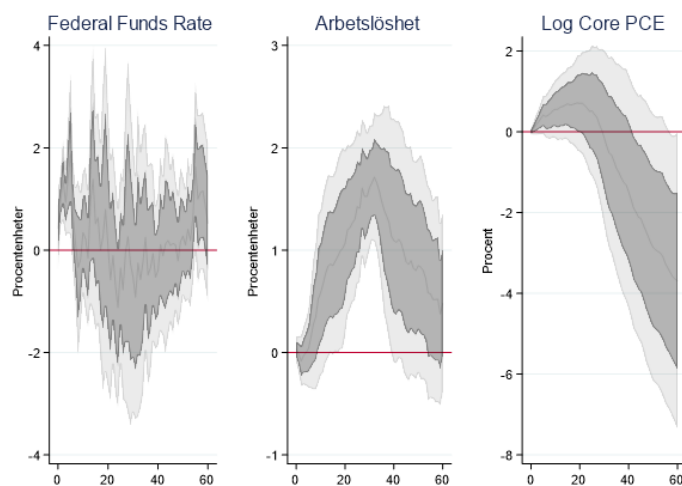 Federal Funds Rate
Procentenheter
4
2
0
-2
-4
0 20 40 60
Arbetslöshet
Procentenheter
3
2
1
0
-1
0 20 40 60
Log Core PCE
Procent
2
0
-2
-4
-6
-8
0 20 40 60